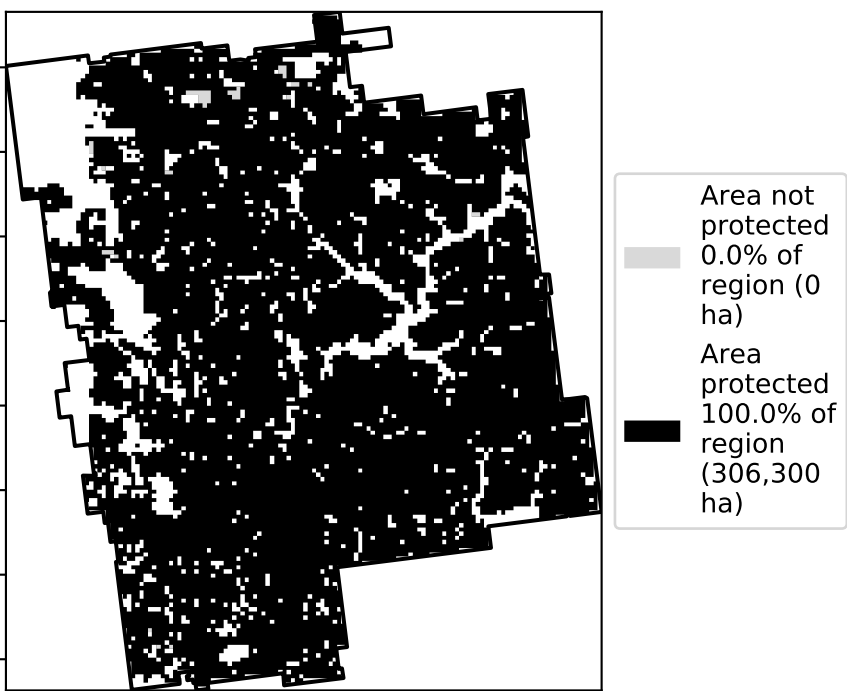 Area not
protected
0.0% of
region (0
ha)
Area
protected
100.0% of
region
(306,300
ha)